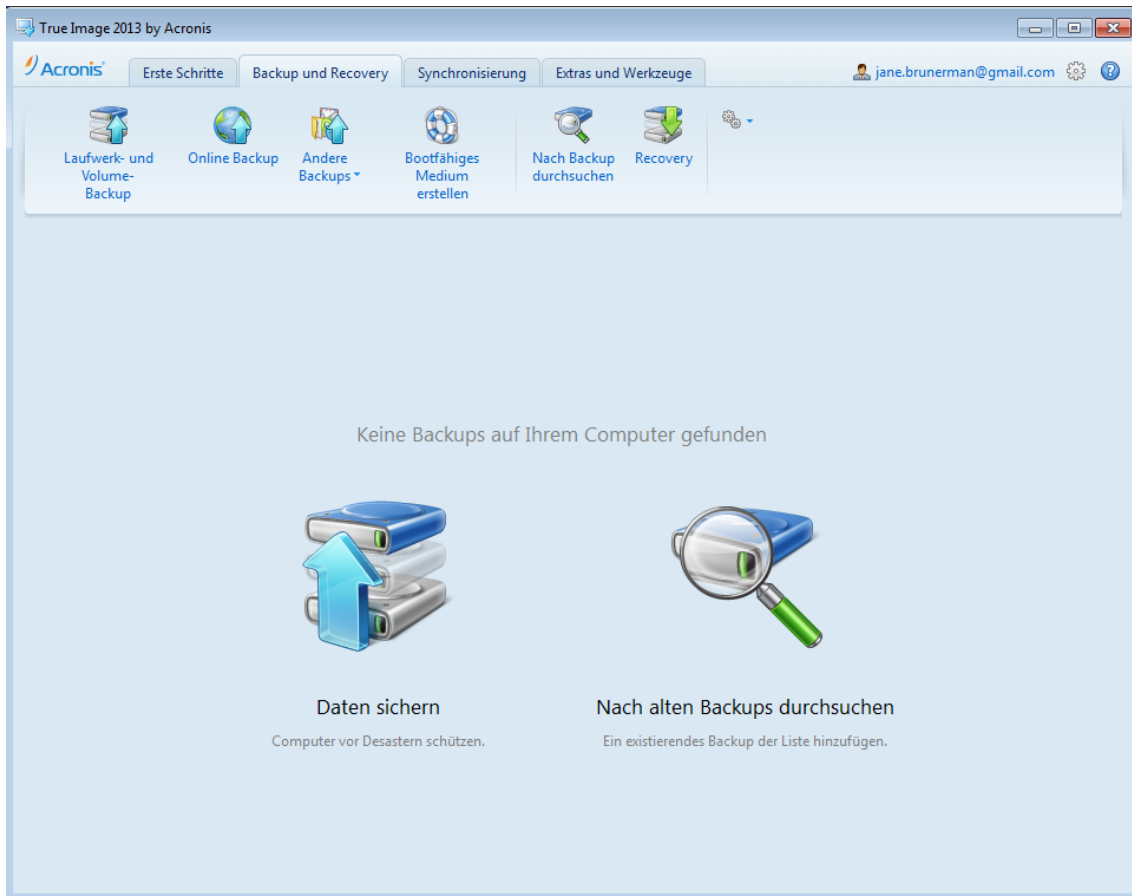 True Image 2013 by Acronis
Acronis
Erste Schritte
Backup und Recovery
Synchronisierung
Extras und Werkzeuge
jane.brunerman@gmail.com
Laufwerk- und
Volume-
Backup
Online Backup
Andere
Backups
Bootfähiges
Medium
erstellen
Nach Backup
durchsuchen
Recovery
Keine Backups auf Ihrem Computer gefunden
Daten sichern
Computer vor Desastern schützen.
Nach alten Backups durchsuchen
Ein existierendes Backup der Liste hinzufügen.